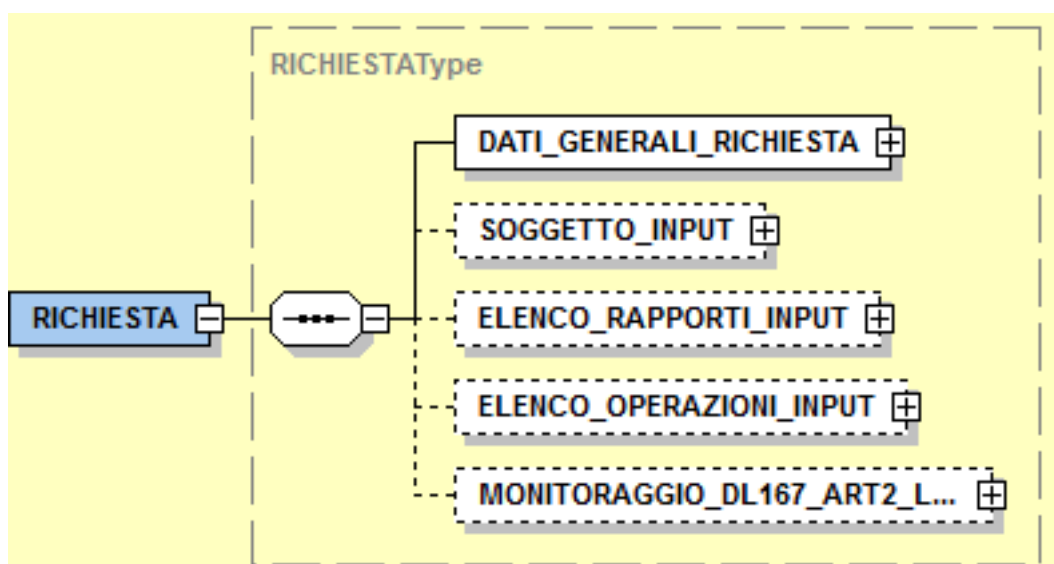 RICHIESTAType
DATI_GENERALI_RICHIESTA
SOGGETTO_INPUT
RICHIESTA
ELENCO_RAPPORTI_INPUT
ELENCO_OPERAZIONI_INPUT
MONITORAGGIO_DL167_ART2_L...